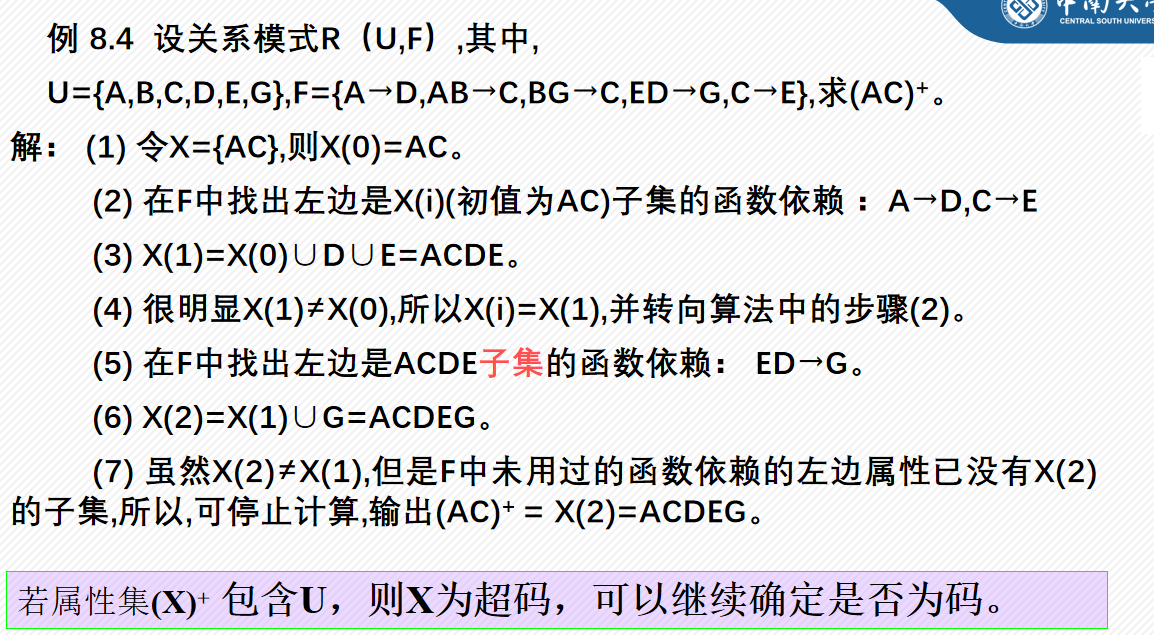 中南大
CENTRAL SOUTH UNIVERS
例 8.4 设关系模式R（U,F）,其中,
U={A,B,C,D,E,G},F={A→D,AB→C,BG→C,ED→G,C→E},求(AC)⁺。
解： (1) 令X={AC},则X(0)=AC。
(2) 在F中找出左边是X(i)(初值为AC)子集的函数依赖 ：A→D,C→E
(3) X(1)=X(0)∪D∪E=ACDE。
(4) 很明显X(1)≠X(0),所以X(i)=X(1),并转向算法中的步骤(2)。
(5) 在F中找出左边是ACDE子集的函数依赖： ED→G。
(6) X(2)=X(1)∪G=ACDEG。
(7) 虽然X(2)≠X(1),但是F中未用过的函数依赖的左边属性已没有X(2)
的子集,所以,可停止计算,输出(AC)⁺ = X(2)=ACDEG。
若属性集(X)⁺ 包含U，则X为超码，可以继续确定是否为码。